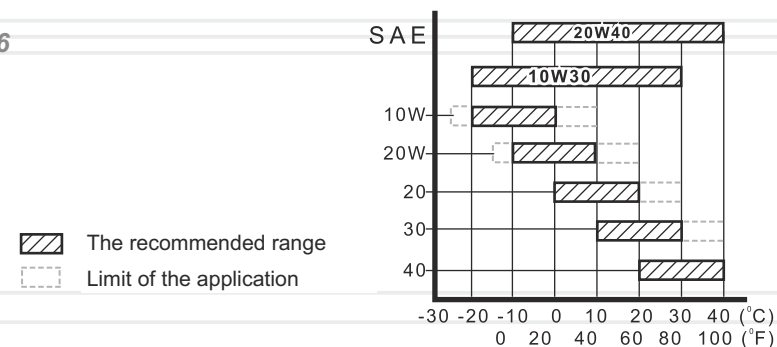 6
SAE
20W40
10W30
10W
20W
20
30
40
The recommended range
Limit of the application
-30 -20 -10 0 10 20 30 40 (°C)
0 20 40 60 80 100 (°F)